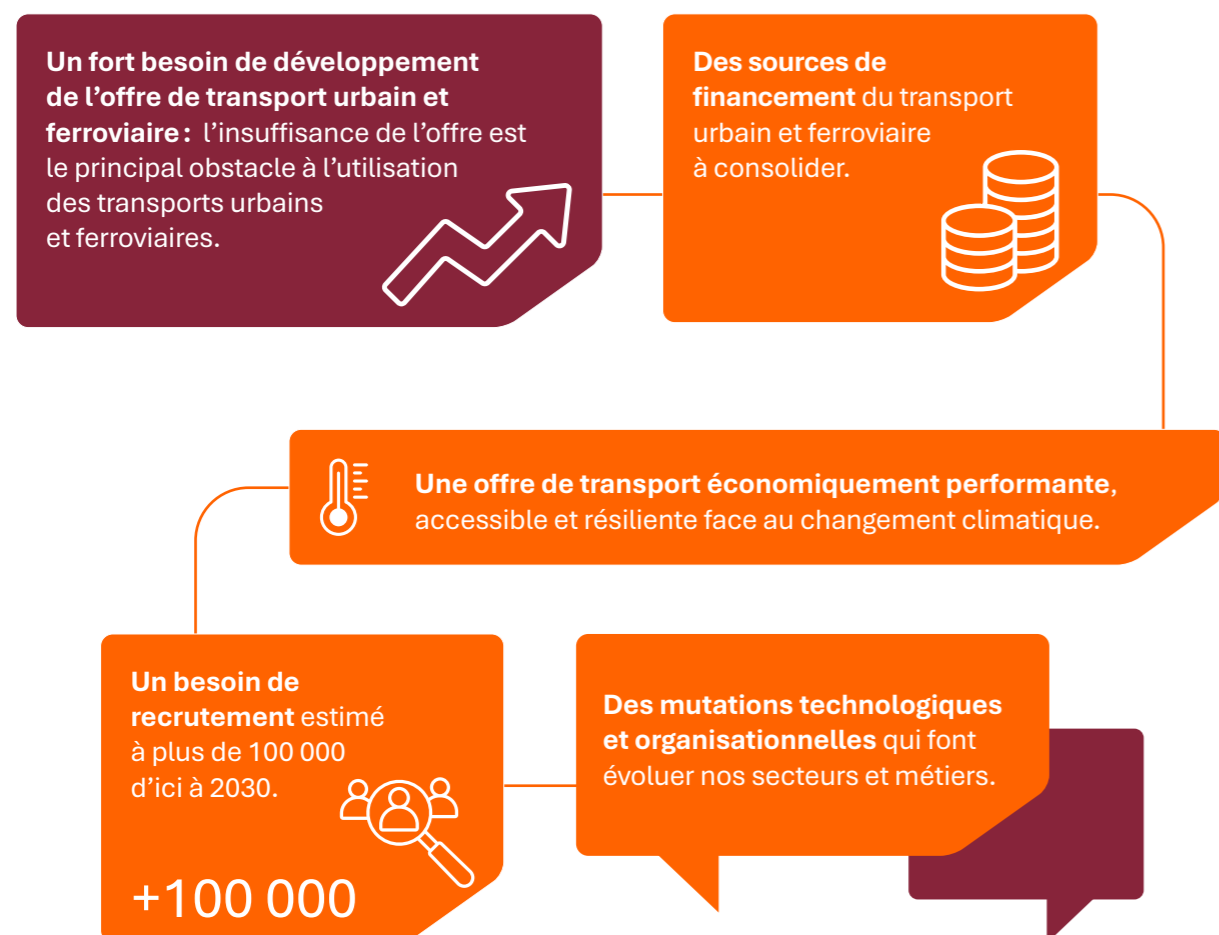 Un fort besoin de développement
de l’offre de transport urbain et
ferroviaire : l’insuffisance de l’offre est
le principal obstacle à l’utilisation
des transports urbains
et ferroviaires.
Des sources de
financement du transport
urbain et ferroviaire
à consolider.
Une offre de transport économiquement performante,
accessible et résiliente face au changement climatique.
Un besoin de
recrutement estimé
à plus de 100 000
d’ici à 2030.
+100 000
Des mutations technologiques
et organisationnelles qui font
évoluer nos secteurs et métiers.